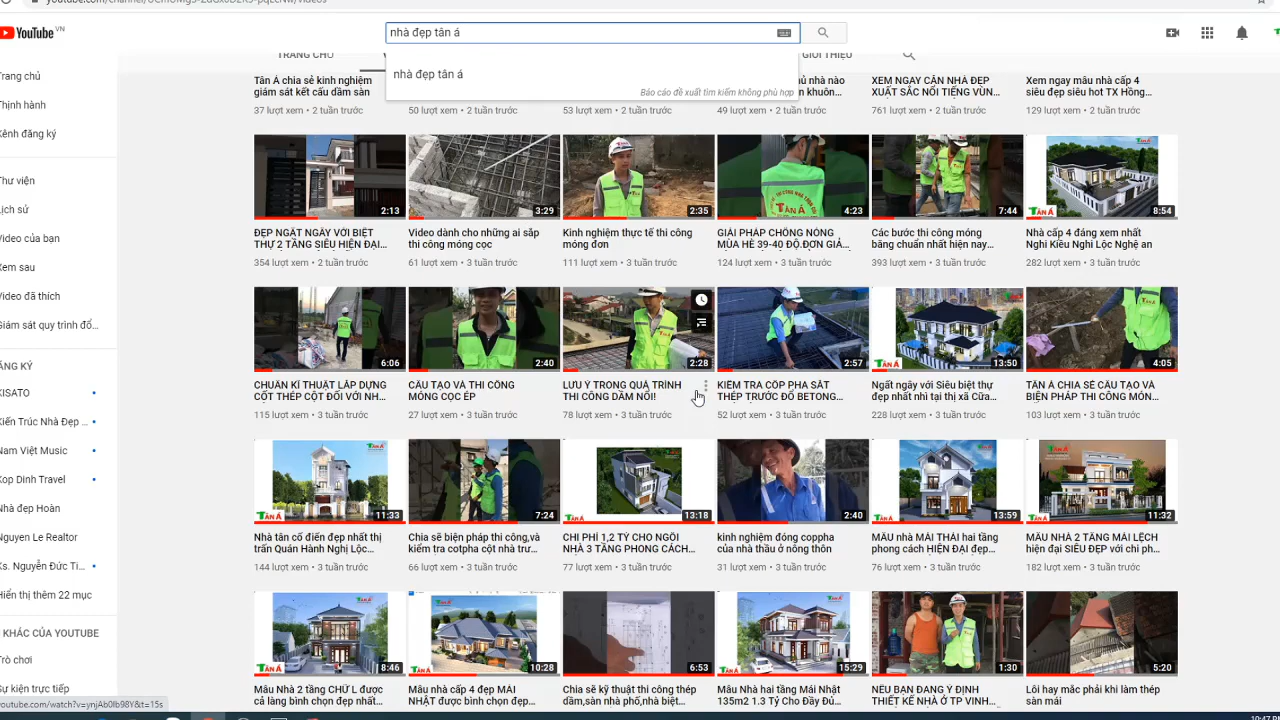 YouTube VN
nhà đẹp tân á
nhà đẹp tân á
Báo cáo đề xuất tìm kiếm không phù hợp
TRANG CHỦ
GIỚI THIỆU
Trang chủ
Thịnh hành
Kênh đăng ký
Thư viện
Lịch sử
Video của bạn
Xem sau
Video đã thích
Giám sát quy trình đổ...
ĐĂNG KÝ
KISATO
Kiến Trúc Nhà Đẹp ...
Nam Việt Music
Kop Dinh Travel
Nhà đẹp Hoàn
Nguyen Le Realtor
Ks. Nguyễn Đức Ti...
Hiển thị thêm 22 mục
KHÁC CỦA YOUTUBE
Trò chơi
Sự kiện trực tiếp
Tân Á chia sẻ kinh nghiệm
giám sát kết cấu dầm sàn
37 lượt xem • 2 tuần trước
50 lượt xem • 2 tuần trước
53 lượt xem • 2 tuần trước
49 lượt xem • 2 tuần trước
XEM NGAY CĂN NHÀ ĐẸP
XUẤT SẮC NỔI TIẾNG VÙN...
761 lượt xem • 2 tuần trước
Xem ngay mẫu nhà cấp 4
siêu đẹp siêu hot TX Hồng...
129 lượt xem • 2 tuần trước
2:13
ĐẸP NGẤT NGÂY VỚI BIỆT
THỰ 2 TẦNG SIÊU HIỆN ĐẠI...
354 lượt xem • 2 tuần trước
3:29
Video dành cho những ai sắp
thi công móng cọc
61 lượt xem • 3 tuần trước
2:35
Kinh nghiệm thực tế thi công
móng đơn
111 lượt xem • 3 tuần trước
TÂN Á
4:23
GIẢI PHÁP CHỐNG NÓNG
MÙA HÈ 39-40 ĐỘ.ĐƠN GIẢ...
124 lượt xem • 3 tuần trước
7:44
Các bước thi công móng
băng chuẩn nhất hiện nay...
393 lượt xem • 3 tuần trước
TÂN Á
8:54
Nhà cấp 4 đáng xem nhất
Nghi Kiều Nghi Lộc Nghệ an
282 lượt xem • 3 tuần trước
6:06
CHUẨN KĨ THUẬT LẮP DỰNG
CỐT THÉP CỘT ĐỐI VỚI NH...
115 lượt xem • 3 tuần trước
2:40
CẤU TẠO VÀ THI CÔNG
MÓNG CỌC ÉP
27 lượt xem • 3 tuần trước
2:28
LƯU Ý TRONG QUÁ TRÌNH
THI CÔNG DẦM NỔI!
78 lượt xem • 3 tuần trước
2:57
KIỂM TRA CỐP PHA SẮT
THÉP TRƯỚC ĐỔ BETONG...
52 lượt xem • 3 tuần trước
TÂN Á
13:50
Ngất ngây với Siêu biệt thự
đẹp nhất nhì tại thị xã Cửa...
228 lượt xem • 3 tuần trước
4:05
TÂN Á CHIA SẺ CẤU TẠO VÀ
BIỆN PHÁP THI CÔNG MÓN...
103 lượt xem • 3 tuần trước
TÂN Á
11:33
Nhà tân cổ điển đẹp nhất thị
trấn Quán Hành Nghị Lộc...
144 lượt xem • 3 tuần trước
7:24
Chia sẽ biện pháp thi công,và
kiểm tra cotpha cột nhà trư...
66 lượt xem • 3 tuần trước
TÂN Á
13:18
CHI PHÍ 1,2 TỶ CHO NGÔI
NHÀ 3 TẦNG PHONG CÁCH...
77 lượt xem • 3 tuần trước
2:40
kinh nghiệm đóng coppha
của nhà thầu ở nông thôn
31 lượt xem • 3 tuần trước
TÂN Á
13:59
MẪU nhà MÁI THÁI hai tầng
phong cách HIỆN ĐẠI đẹp...
76 lượt xem • 3 tuần trước
TÂN Á
11:32
MẪU NHÀ 2 TẦNG MÁI LỆCH
hiện đại SIÊU ĐẸP với chi ph...
182 lượt xem • 3 tuần trước
TÂN Á
8:46
Mẫu Nhà 2 tầng CHỮ L được
cả làng bình chọn đẹp nhất...
TÂN Á
10:28
Mẫu nhà cấp 4 đẹp MÁI
NHẬT được bình chọn đẹp...
6:53
Chia sẽ kỹ thuật thi công thép
dầm,sàn nhà phố,nhà biệt...
TÂN Á
15:29
Mẫu Nhà hai tầng Mái Nhật
135m2 1.3 Tỷ Cho Đầy Đủ...
1:30
NẾU BẠN ĐANG Ý ĐỊNH
THIẾT KẾ NHÀ Ở TP VINH...
5:20
Lỗi hay mắc phải khi làm thép
sàn mái
youtube.com/watch?v=ynjAb0Ib98Y&t=15s